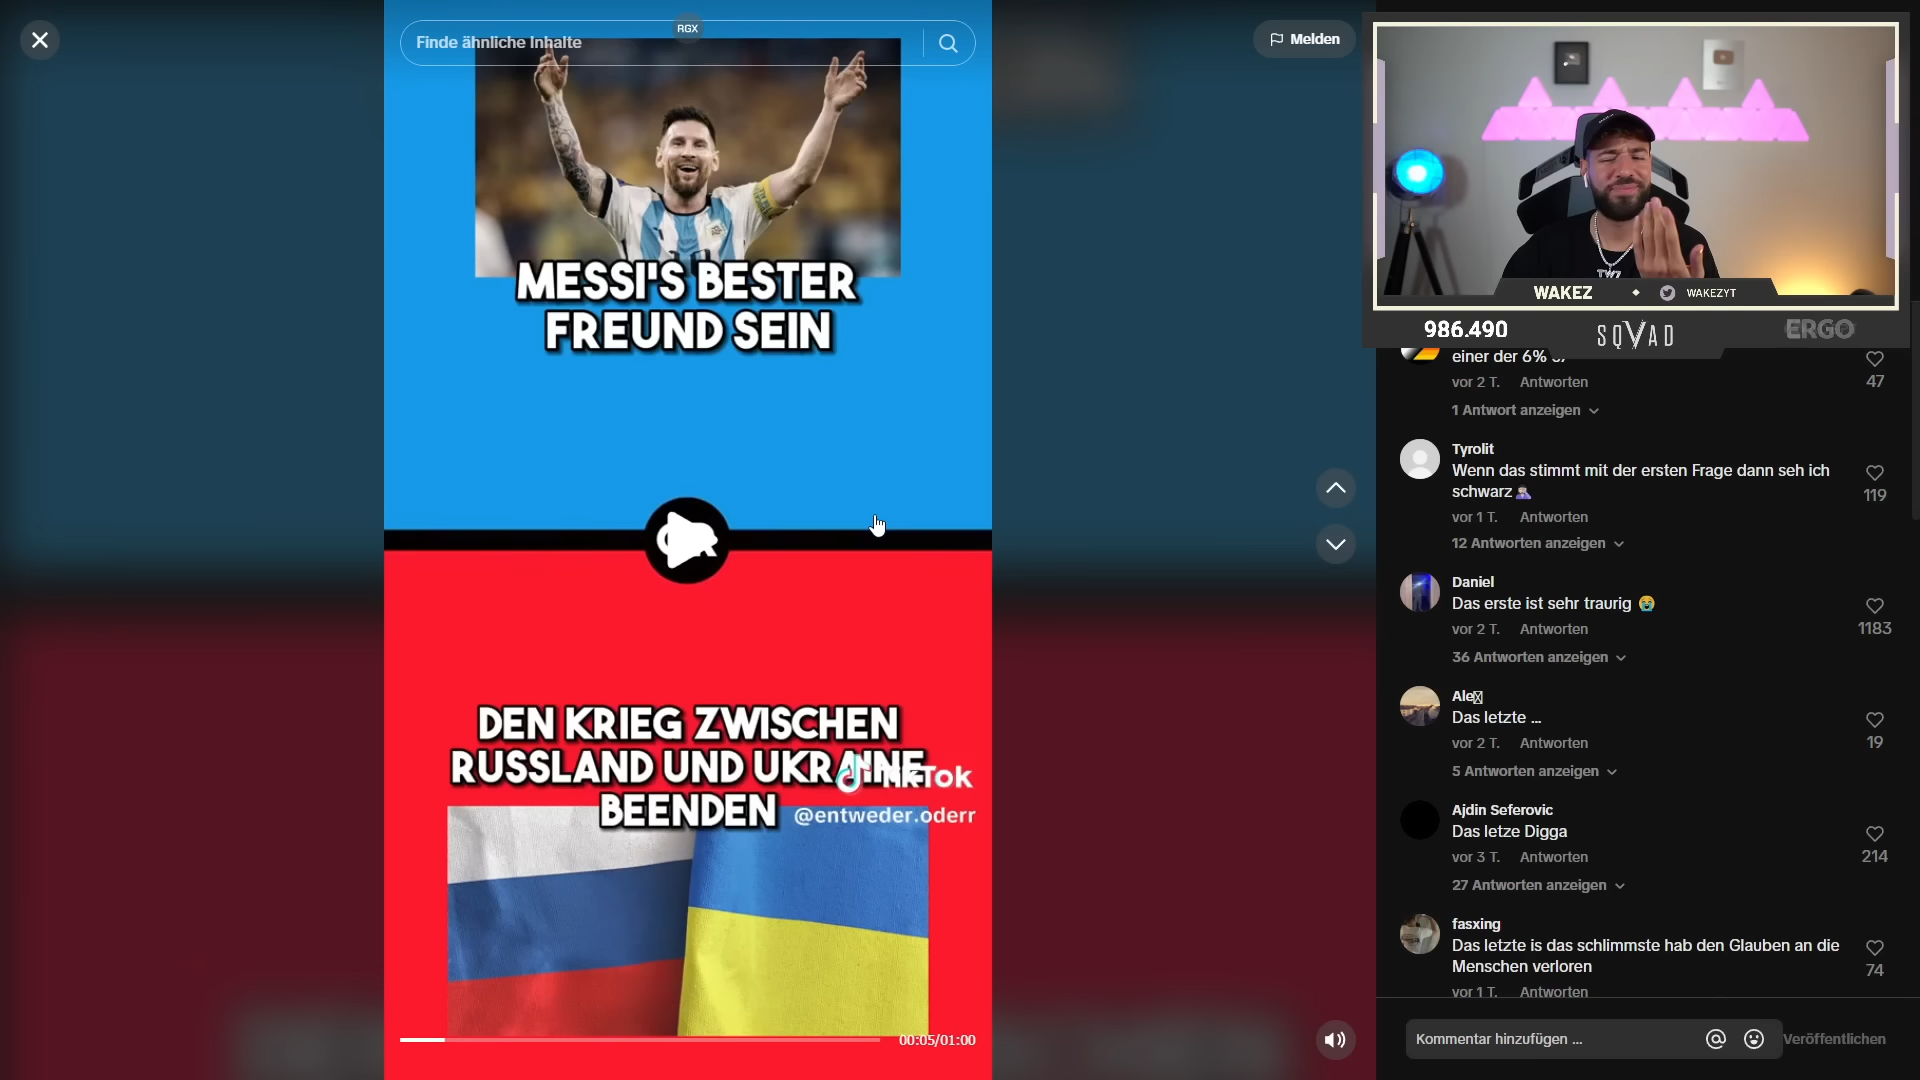 Finde ähnliche Inhalte
RGX
Melden
MESSI'S BESTER
FREUND SEIN
DEN KRIEG ZWISCHEN
RUSSLAND UND UKRAINE
BEENDEN
TikTok
@entweder.oderr
00:05/01:00
TWZ
WAKEZ
WAKEZYT
986.490
SQVAD
ERGO
einer der 6%
47
vor 2 T. Antworten
1 Antwort anzeigen
Tyrolit
Wenn das stimmt mit der ersten Frage dann seh ich
schwarz
119
vor 1 T. Antworten
12 Antworten anzeigen
Daniel
Das erste ist sehr traurig 😭
1183
vor 2 T. Antworten
36 Antworten anzeigen
Ale
Das letzte ...
19
vor 2 T. Antworten
5 Antworten anzeigen
Ajdin Seferovic
Das letze Digga
214
vor 3 T. Antworten
27 Antworten anzeigen
fasxing
Das letzte is das schlimmste hab den Glauben an die
Menschen verloren
74
vor 1 T. Antworten
Kommentar hinzufügen ...
Veröffentlichen